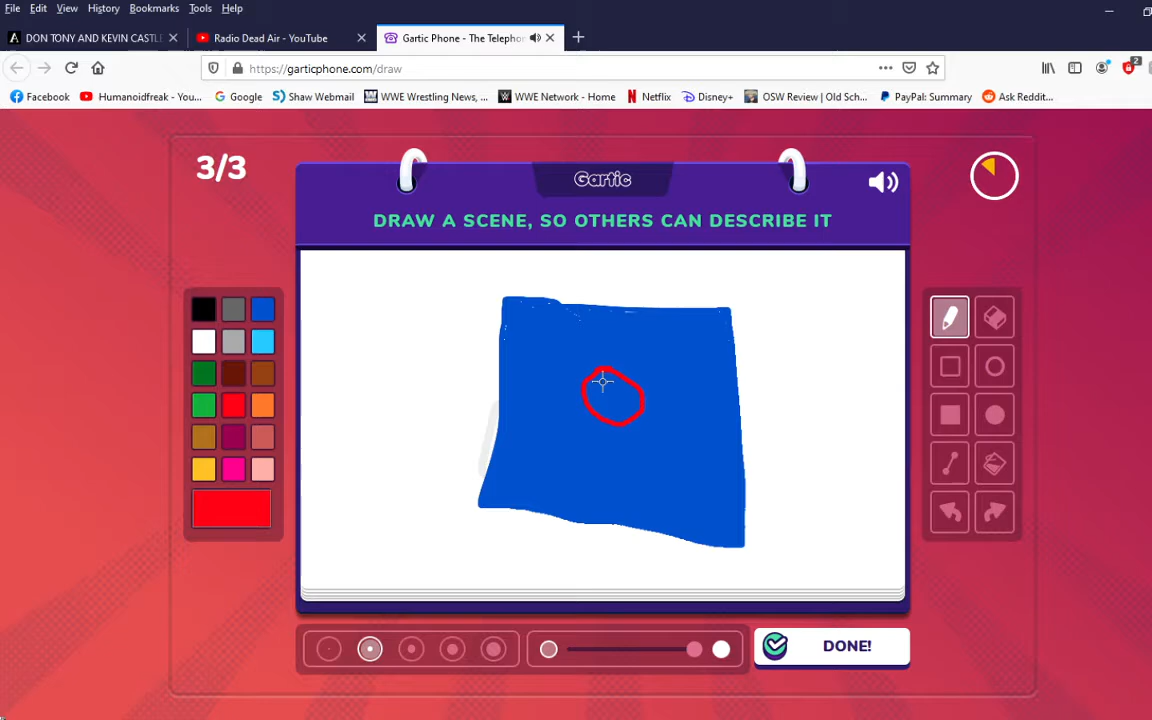 File Edit View History Bookmarks Tools Help
DON TONY AND KEVIN CASTLE
Radio Dead Air - YouTube
Gartic Phone - The Telephon
https://garticphone.com/draw
2
Facebook Humanoidfreak - You... Google Shaw Webmail WWE Wrestling News, ... WWE Network - Home Netflix Disney+ OSW Review | Old Sch... PayPal: Summary Ask Reddit...
3/3
Gartic
DRAW A SCENE, SO OTHERS CAN DESCRIBE IT
DONE!